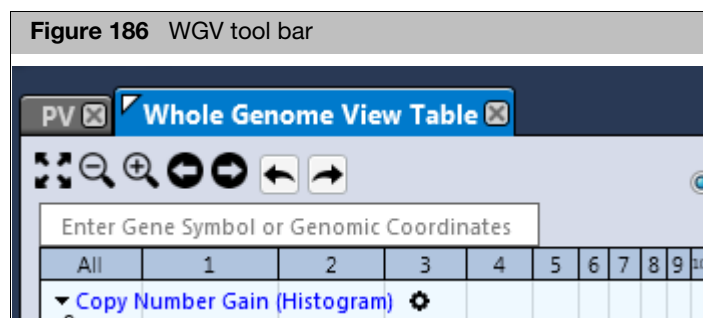 Figure 186 WGV tool bar
PV Whole Genome View Table
Enter Gene Symbol or Genomic Coordinates
All 1 2 3 4 5 6 7 8 9
Copy Number Gain (Histogram)